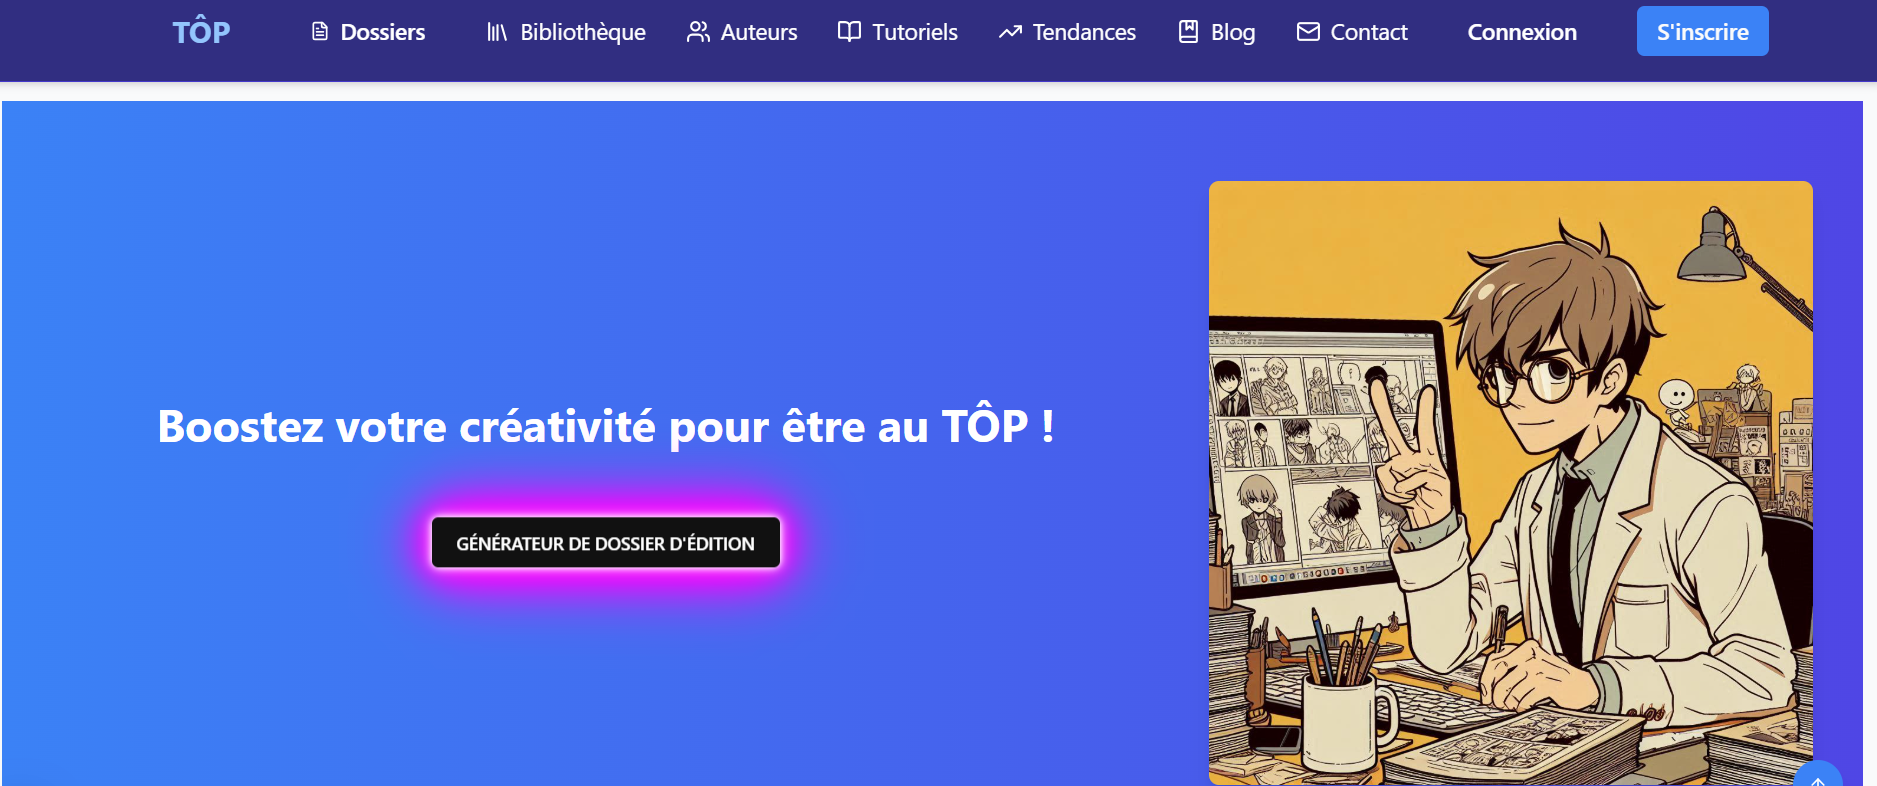 TÔP Dossiers Bibliothèque Auteurs Tutoriels Tendances Blog Contact Connexion S'inscrire
Boostez votre créativité pour être au TÔP !
GÉNÉRATEUR DE DOSSIER D'ÉDITION